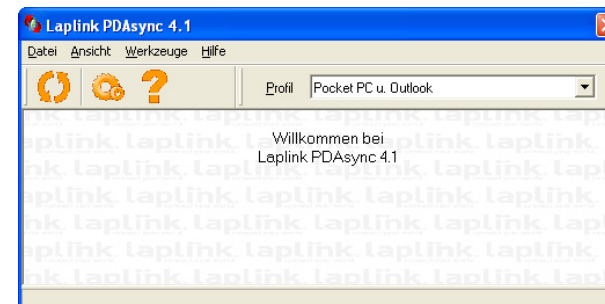 Laplink PDAsync 4.1
Datei Ansicht Werkzeuge Hilfe
Profil Pocket PC u. Outlook
Willkommen bei
Laplink PDAsync 4.1